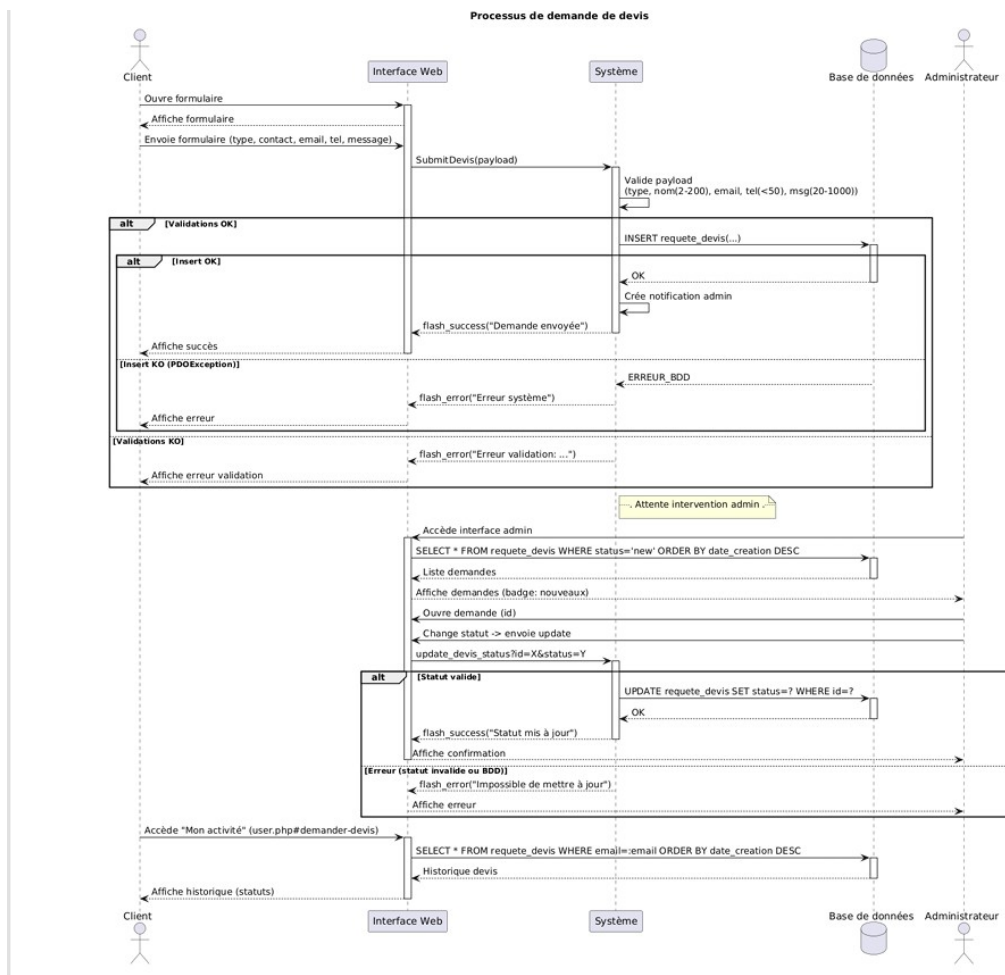 Processus de demande de devis
Client
Interface Web
Système
Base de données
Administrateur
Ouvre formulaire
Affiche formulaire
Envoie formulaire (type, contact, email, tel, message)
SubmitDevis(payload)
Valide payload
(type, nom(2-200), email, tel(<50), msg(20-1000))
alt [Validations OK]
INSERT requete_devis(...)
alt [Insert OK]
OK
Crée notification admin
flash_success("Demande envoyée")
Affiche succès
[Insert KO (PDOException)]
ERREUR_BDD
flash_error("Erreur système")
Affiche erreur
[Validations KO]
flash_error("Erreur validation: ...")
Affiche erreur validation
. Attente intervention admin .
Accède interface admin
SELECT * FROM requete_devis WHERE status='new' ORDER BY date_creation DESC
Liste demandes
Affiche demandes (badge: nouveaux)
Ouvre demande (id)
Change statut -> envoie update
update_devis_status?id=X&status=Y
alt [Statut valide]
UPDATE requete_devis SET status=? WHERE id=?
OK
flash_success("Statut mis à jour")
Affiche confirmation
[Erreur (statut invalide ou BDD)]
flash_error("Impossible de mettre à jour")
Affiche erreur
Accède "Mon activité" (user.php#demander-devis)
SELECT * FROM requete_devis WHERE email=:email ORDER BY date_creation DESC
Historique devis
Affiche historique (statuts)
Client
Interface Web
Système
Base de données
Administrateur